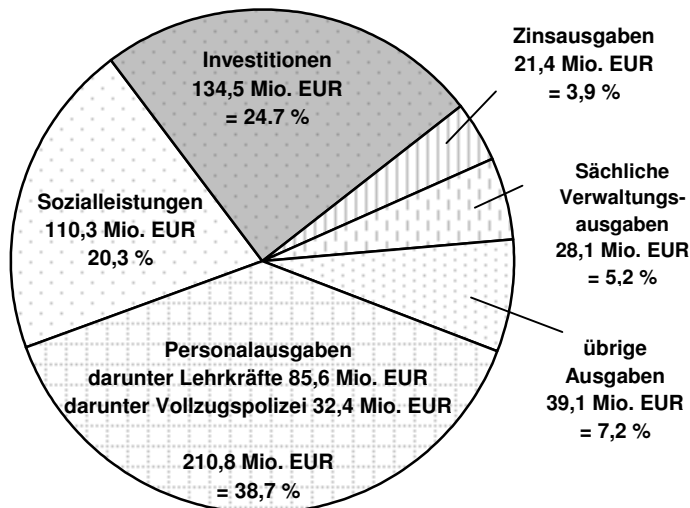 Investitionen
134,5 Mio. EUR
= 24.7 %
Zinsausgaben
21,4 Mio. EUR
= 3,9 %
Sächliche
Verwaltungs-
ausgaben
28,1 Mio. EUR
= 5,2 %
übrige
Ausgaben
39,1 Mio. EUR
= 7,2 %
Personalausgaben
darunter Lehrkräfte 85,6 Mio. EUR
darunter Vollzugspolizei 32,4 Mio. EUR
210,8 Mio. EUR
= 38,7 %
Sozialleistungen
110,3 Mio. EUR
20,3 %